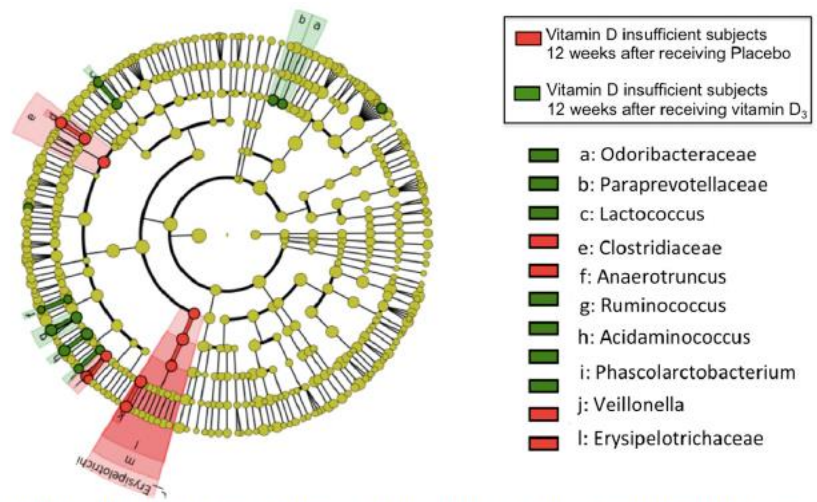 b a
e
l
m
Erysipelotrichi
Vitamin D insufficient subjects
12 weeks after receiving Placebo
Vitamin D insufficient subjects
12 weeks after receiving vitamin D₃
a: Odoribacteraceae
b: Paraprevotellaceae
c: Lactococcus
e: Clostridiaceae
f: Anaerotruncus
g: Ruminococcus
h: Acidaminococcus
i: Phascolarctobacterium
j: Veillonella
l: Erysipelotrichaceae